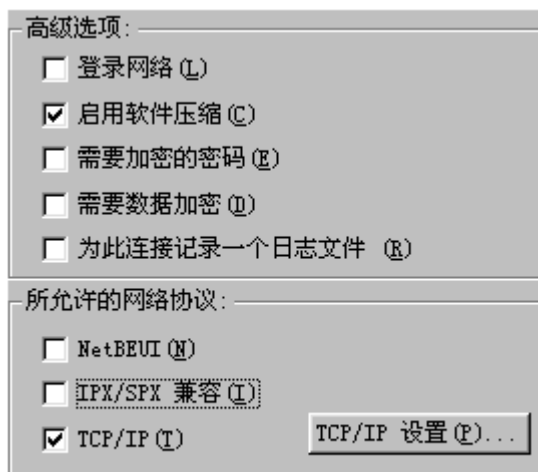 高级选项:
登录网络(L)
启用软件压缩(C)
需要加密的密码(E)
需要数据加密(D)
为此连接记录一个日志文件 (R)
所允许的网络协议:
NetBEUI(N)
IPX/SPX 兼容(I)
TCP/IP(T)
TCP/IP 设置(P)...